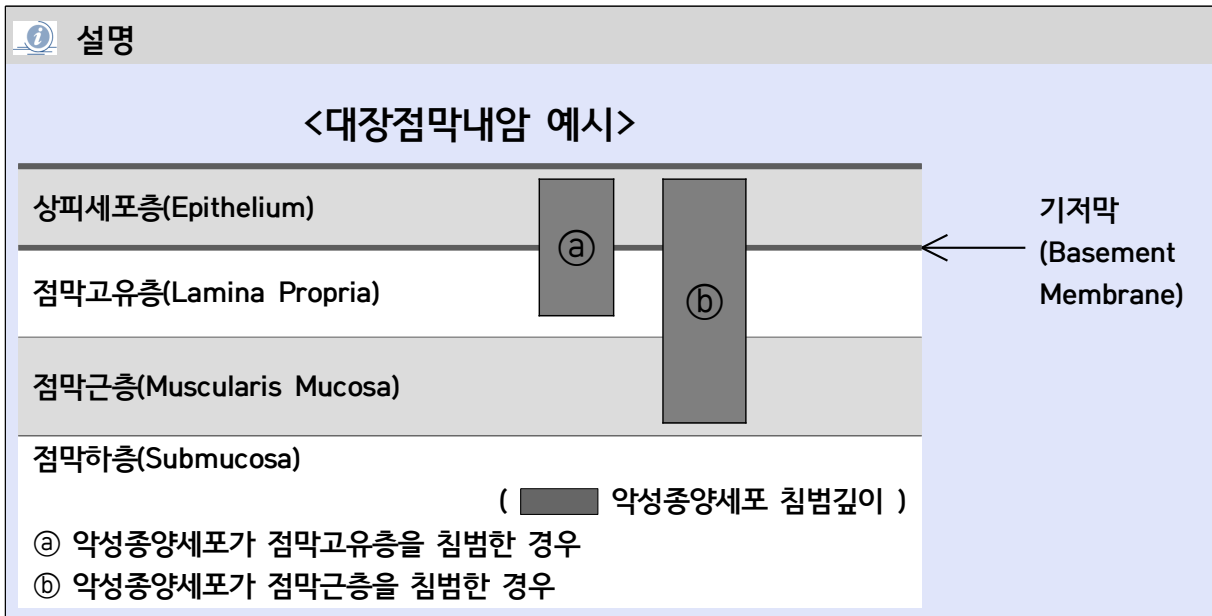 설명
<대장점막내암 예시>
상피세포층(Epithelium)
ⓐ
기저막
(Basement
Membrane)
점막고유층(Lamina Propria)
ⓑ
점막근층(Muscularis Mucosa)
점막하층(Submucosa)
( 악성종양세포 침범깊이 )
ⓐ 악성종양세포가 점막고유층을 침범한 경우
ⓑ 악성종양세포가 점막근층을 침범한 경우